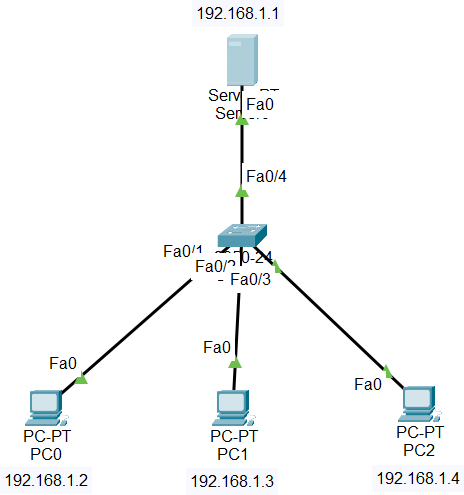 192.168.1.1
Fa0
Fa0/4
Fa0/1
Fa0/2
Fa0/3
Fa0
Fa0
Fa0
PC-PT
PC0
PC-PT
PC1
PC-PT
PC2
192.168.1.2
192.168.1.3
192.168.1.4